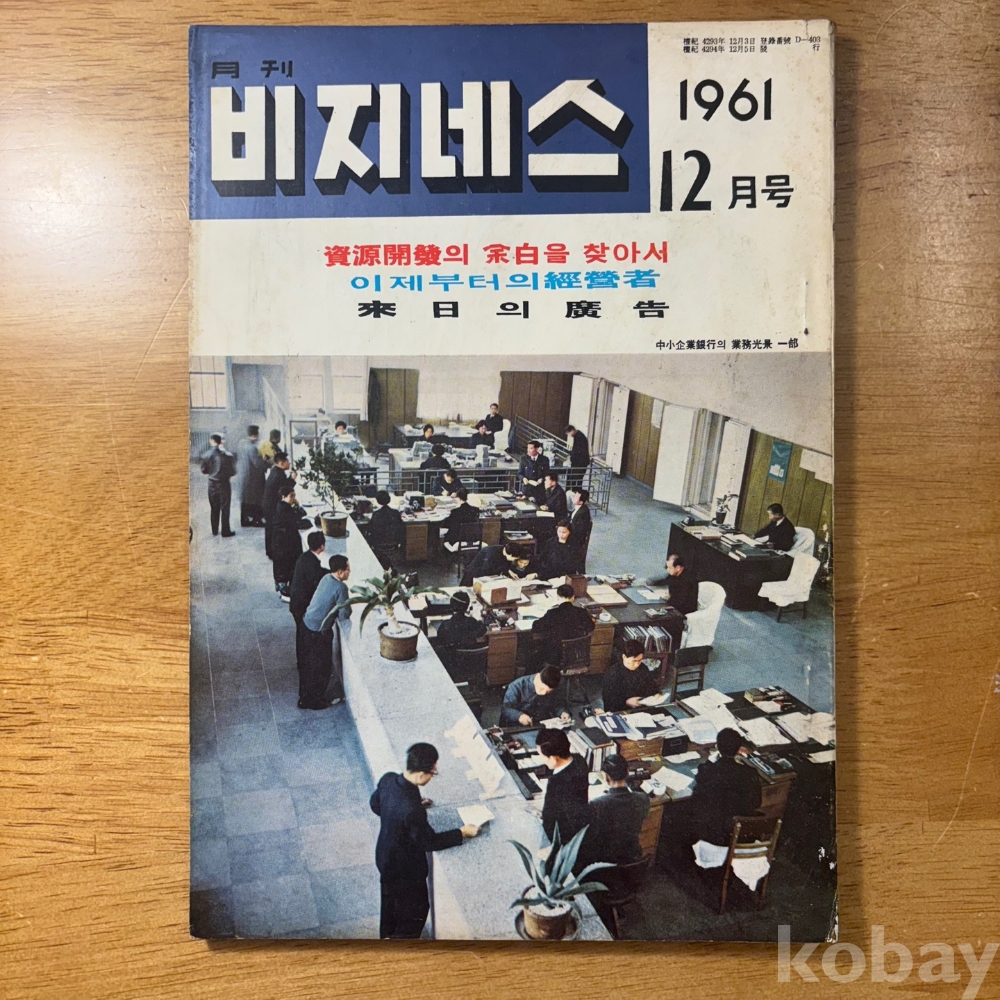 檀紀 4293年 12月3日 登錄番號 D-403
檀紀 4294年 12月5日 發行
月刊
비지네스
1961
12月号
資源開發의 余白을 찾아서
이제부터의 經營者
來日의 廣告
中小企業銀行의 業務光景 一部
kobay